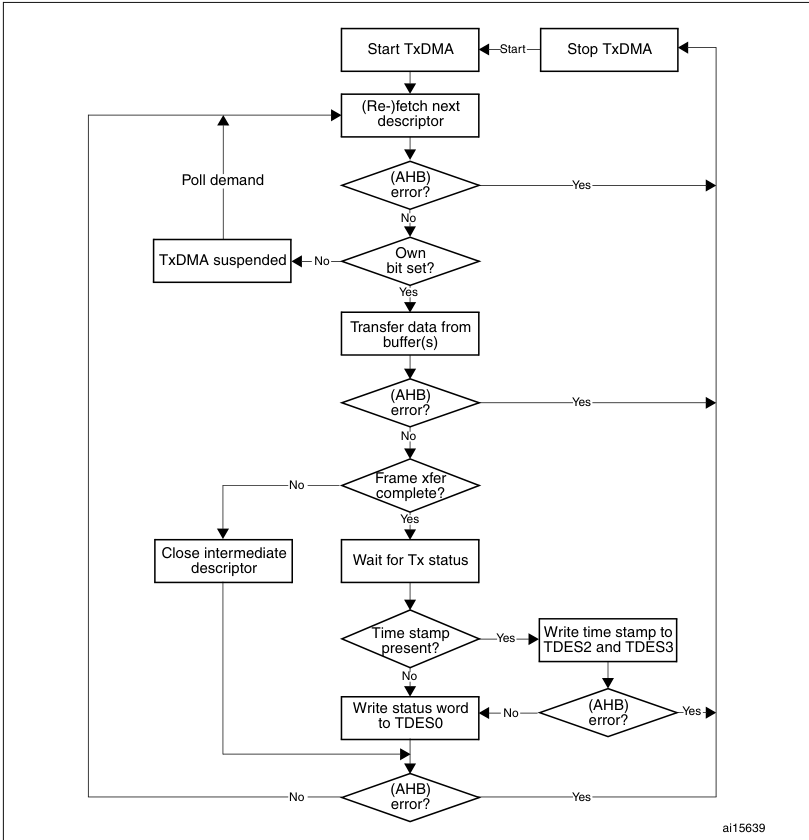 Start TxDMA
Start
Stop TxDMA
(Re-)fetch next
descriptor
Poll demand
(AHB)
error?
Yes
No
TxDMA suspended
No
Own
bit set?
Yes
Transfer data from
buffer(s)
(AHB)
error?
Yes
No
No
Frame xfer
complete?
Yes
Close intermediate
descriptor
Wait for Tx status
Time stamp
present?
Yes
Write time stamp to
TDES2 and TDES3
No
Write status word
to TDES0
No
(AHB)
error?
Yes
No
(AHB)
error?
Yes
ai15639